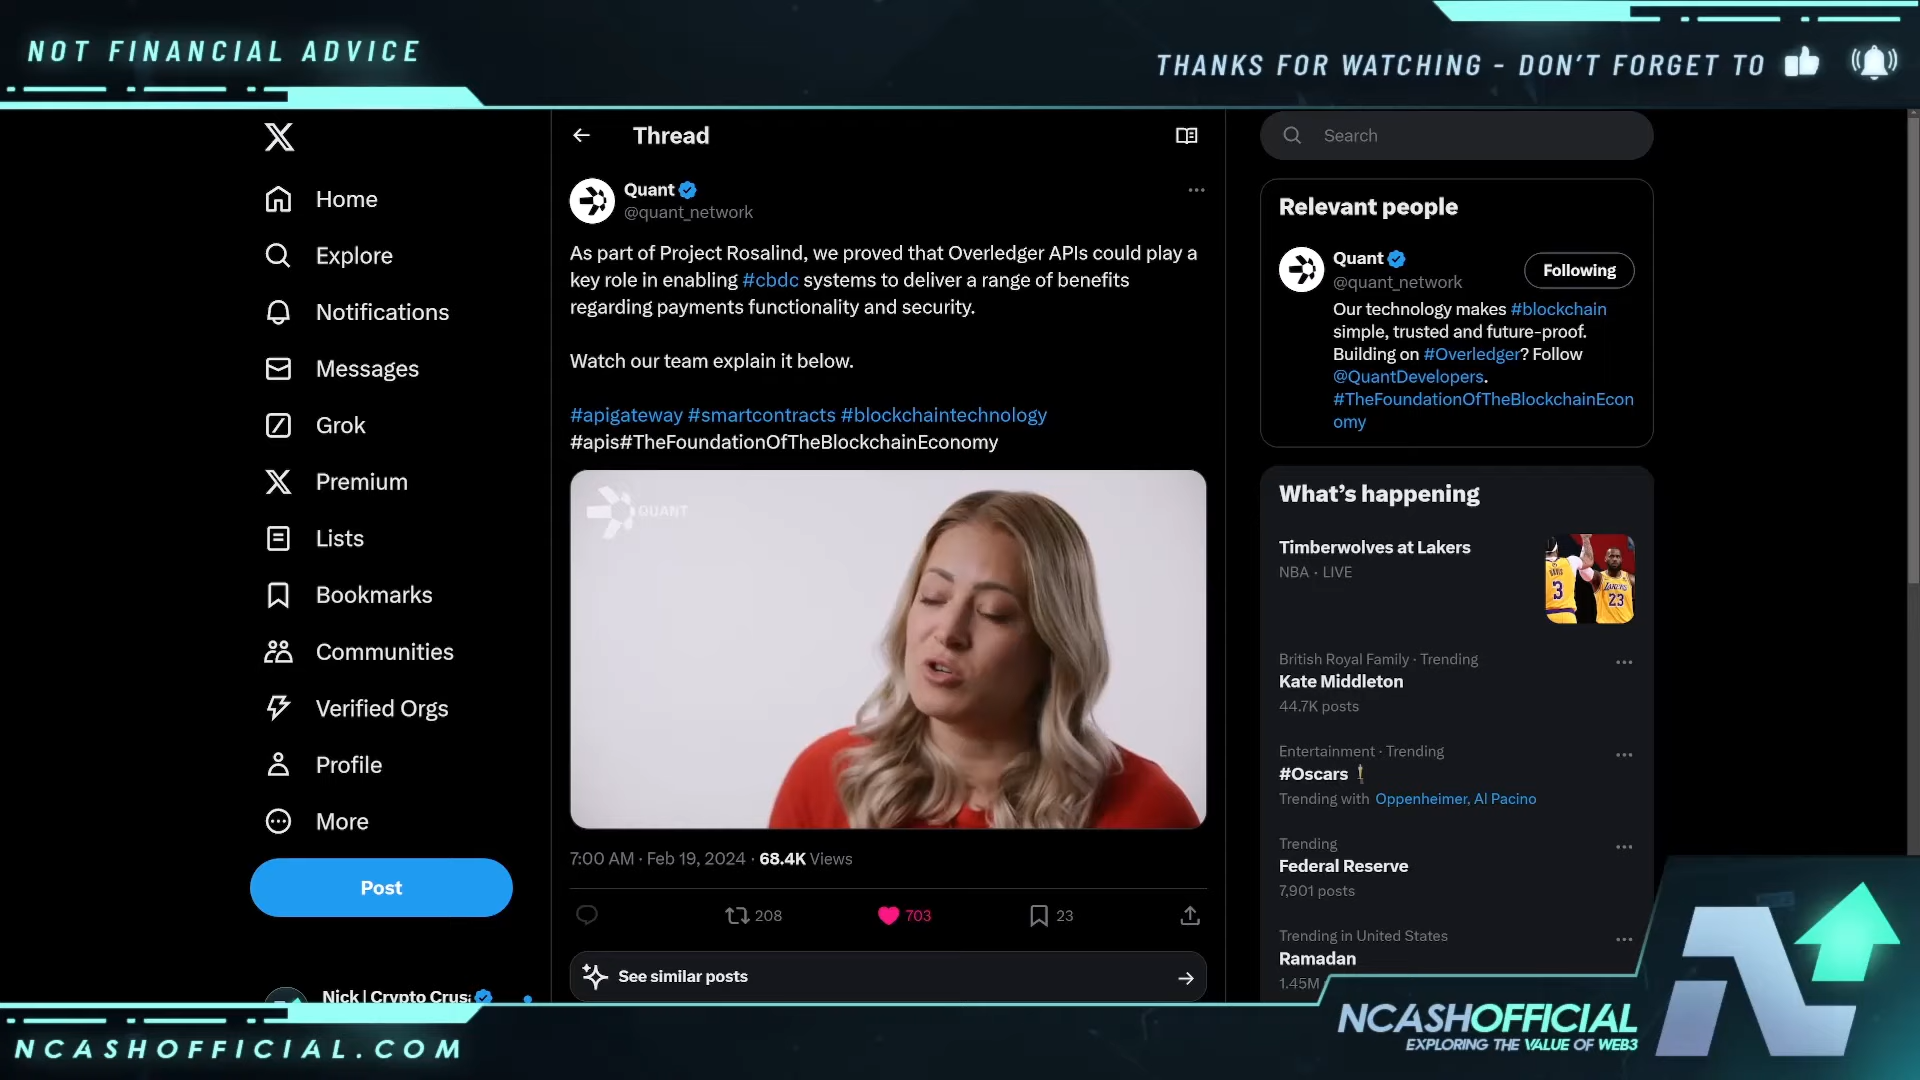 NOT FINANCIAL ADVICE
THANKS FOR WATCHING - DON'T FORGET TO
Home
Explore
Notifications
Messages
Grok
Premium
Lists
Bookmarks
Communities
Verified Orgs
Profile
More
Post
Nick | Crypto Crus
Thread
Quant
@quant_network
As part of Project Rosalind, we proved that Overledger APIs could play a
key role in enabling #cbdc systems to deliver a range of benefits
regarding payments functionality and security.
Watch our team explain it below.
#apigateway #smartcontracts #blockchaintechnology
#apis#TheFoundationOfTheBlockchainEconomy
QUANT
7:00 AM · Feb 19, 2024 · 68.4K Views
208
703
23
See similar posts
Search
Relevant people
Quant
@quant_network
Following
Our technology makes #blockchain
simple, trusted and future-proof.
Building on #Overledger? Follow
@QuantDevelopers.
#TheFoundationOfTheBlockchainEcon
omy
What's happening
Timberwolves at Lakers
NBA · LIVE
3
23
British Royal Family · Trending
Kate Middleton
44.7K posts
Entertainment · Trending
#Oscars
Trending with Oppenheimer, Al Pacino
Trending
Federal Reserve
7,901 posts
Trending in United States
Ramadan
1.45M
NCASHOFFICIAL.COM
NCASHOFFICIAL
EXPLORING THE VALUE OF WEB3